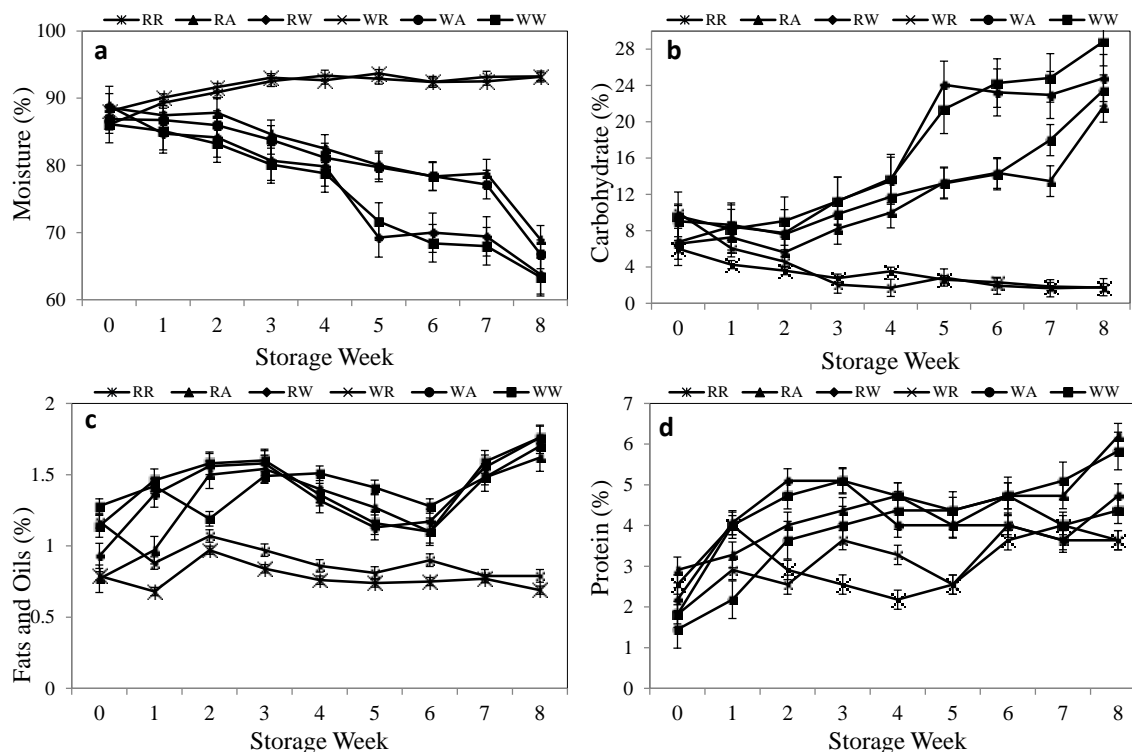 RR RA RW WR WA WW
a
Moisture (%)
100
90
80
70
60
0 1 2 3 4 5 6 7 8
Storage Week
RR RA RW WR WA WW
b
Carbohydrate (%)
28
24
20
16
12
8
4
0
0 1 2 3 4 5 6 7 8
Storage Week
RR RA RW WR WA WW
c
Fats and Oils (%)
2
1.5
1
0.5
0
0 1 2 3 4 5 6 7 8
Storage Week
RR RA RW WR WA WW
d
Protein (%)
7
6
5
4
3
2
1
0
0 1 2 3 4 5 6 7 8
Storage Week